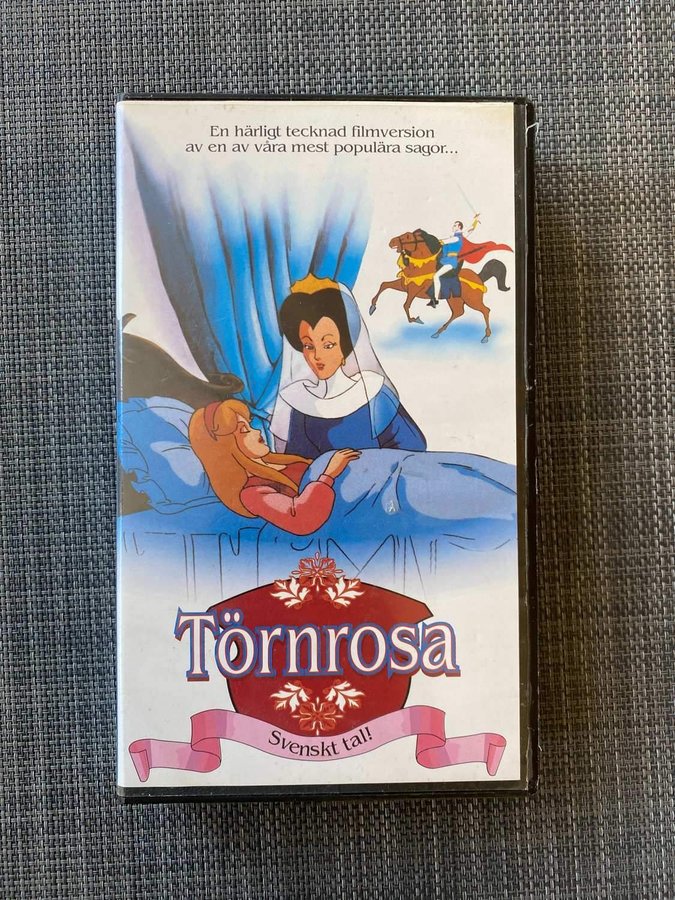 En härligt tecknad filmversion
av en av våra mest populära sagor...
Törnrosa
Svenskt tal!